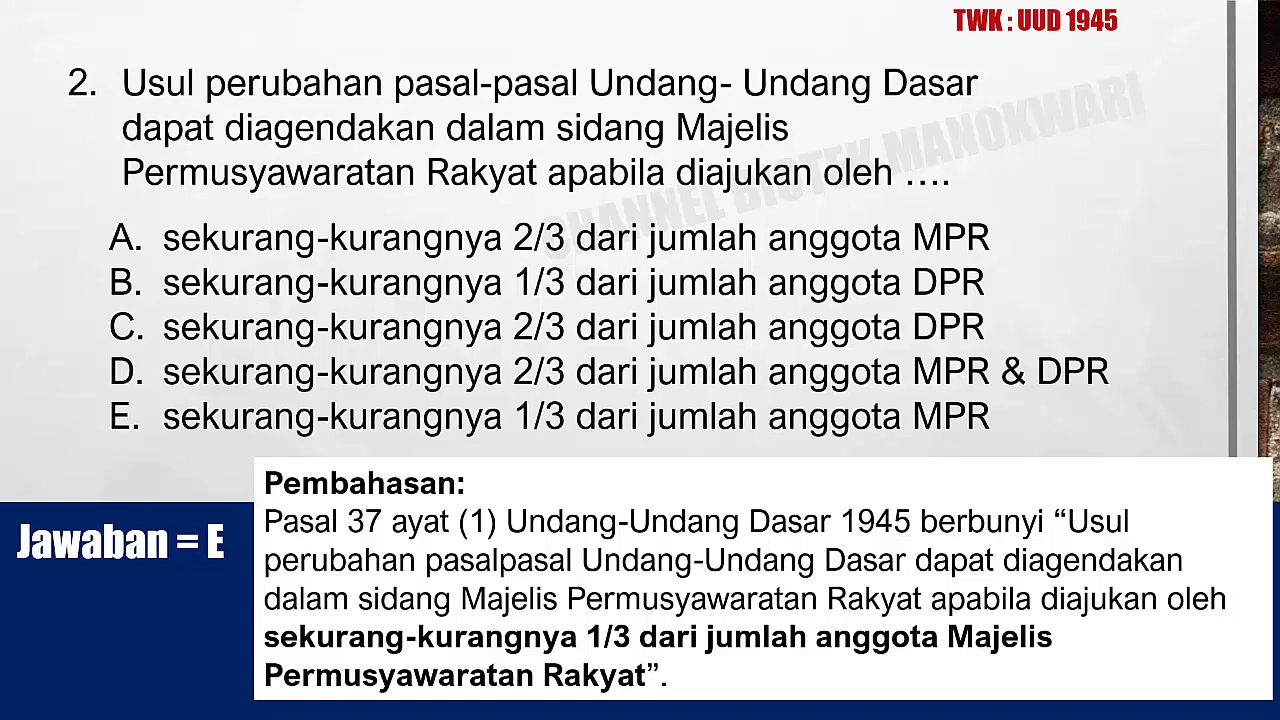 TWK : UUD 1945
2. Usul perubahan pasal-pasal Undang- Undang Dasar
dapat diagendakan dalam sidang Majelis
Permusyawaratan Rakyat apabila diajukan oleh ….
CHANNEL BIOTEK MANOKWARI
A. sekurang-kurangnya 2/3 dari jumlah anggota MPR
B. sekurang-kurangnya 1/3 dari jumlah anggota DPR
C. sekurang-kurangnya 2/3 dari jumlah anggota DPR
D. sekurang-kurangnya 2/3 dari jumlah anggota MPR & DPR
E. sekurang-kurangnya 1/3 dari jumlah anggota MPR
Jawaban = E
Pembahasan:
Pasal 37 ayat (1) Undang-Undang Dasar 1945 berbunyi “Usul
perubahan pasalpasal Undang-Undang Dasar dapat diagendakan
dalam sidang Majelis Permusyawaratan Rakyat apabila diajukan oleh
sekurang-kurangnya 1/3 dari jumlah anggota Majelis
Permusyawaratan Rakyat”.